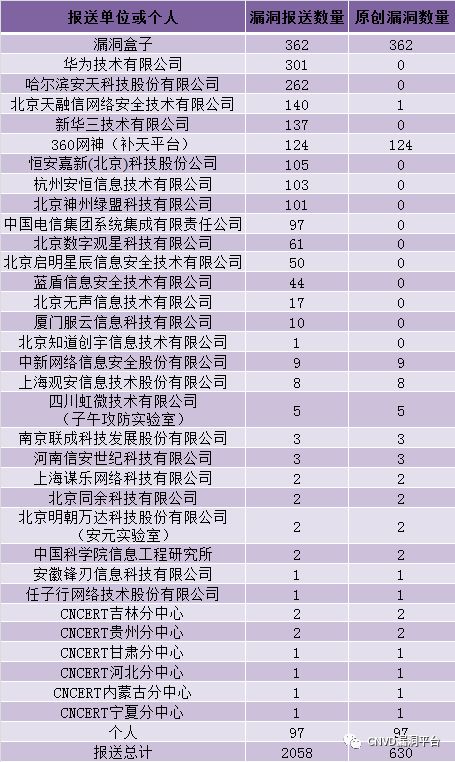 报送单位或个人 漏洞报送数量 原创漏洞数量
漏洞盒子 362 362
华为技术有限公司 301 0
哈尔滨安天科技股份有限公司 262 0
北京天融信网络安全技术有限公司 140 1
新华三技术有限公司 137 0
360网神（补天平台） 124 124
恒安嘉新(北京)科技股份公司 105 0
杭州安恒信息技术有限公司 103 0
北京神州绿盟科技有限公司 101 0
中国电信集团系统集成有限责任公司 97 0
北京数字观星科技有限公司 61 0
北京启明星辰信息安全技术有限公司 50 0
蓝盾信息安全技术有限公司 44 0
北京无声信息技术有限公司 17 0
厦门服云信息科技有限公司 10 0
北京知道创宇信息技术有限公司 1 0
中新网络信息安全股份有限公司 9 9
上海观安信息技术股份有限公司 8 8
四川虹微技术有限公司
（子午攻防实验室） 5 5
南京联成科技发展股份有限公司 3 3
河南信安世纪科技有限公司 3 3
上海谋乐网络科技有限公司 2 2
北京同余科技有限公司 2 2
北京明朝万达科技股份有限公司
（安元实验室） 2 2
中国科学院信息工程研究所 2 2
安徽锋刃信息科技有限公司 1 1
任子行网络技术股份有限公司 1 1
CNCERT吉林分中心 2 2
CNCERT贵州分中心 2 2
CNCERT甘肃分中心 1 1
CNCERT河北分中心 1 1
CNCERT内蒙古分中心 1 1
CNCERT宁夏分中心 1 1
个人 97 97
报送总计 2058 630
CNVD漏洞平台